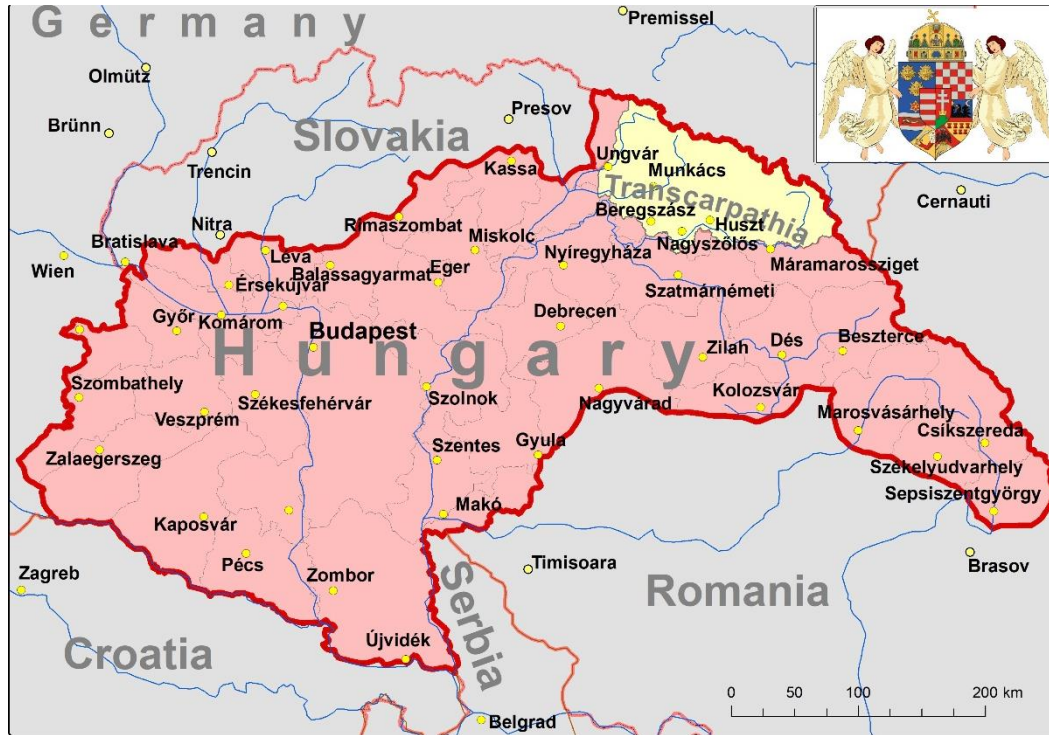 Germany
Premissel
Olmütz
Brünn
Presov
Slovakia
Trencin
Kassa
Ungvár
Munkács
Transcarpathia
Cernauti
Nitra
Rimaszombat
Beregszász
Huszt
Nagyszőlős
Bratislava
Wien
Léva
Miskolc
Balassagyarmat
Eger
Nyíregyháza
Máramarossziget
Érsekujvár
Szatmárnémeti
Győr
Komárom
Budapest
Debrecen
Hungary
Zilah
Dés
Beszterce
Szombathely
Székesfehérvár
Veszprém
Szolnok
Nagyvárad
Kolozsvár
Marosvásárhely
Csíkszereda
Zalaegerszeg
Szentes
Gyula
Székelyudvarhely
Sepsiszentgyörgy
Kaposvár
Makó
Pécs
Timisoara
Brasov
Zagreb
Zombor
Serbia
Romania
Croatia
Újvidék
Belgrad
0 50 100 200 km